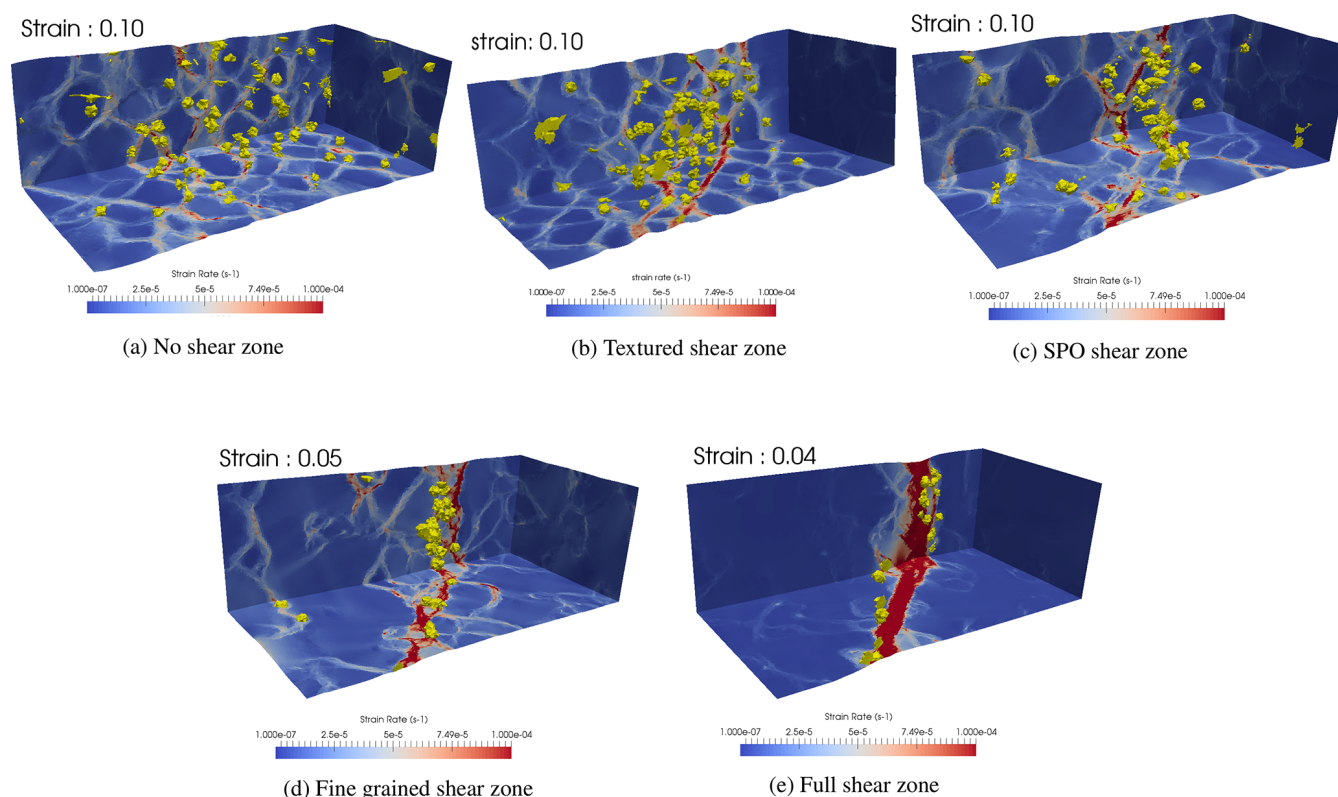 Strain : 0.10
Strain Rate (s-1)
1.000e-07 2.5e-5 5e-5 7.49e-5 1.000e-04
(a) No shear zone
strain: 0.10
strain rate (s-1)
1.000e-07 2.5e-5 5e-5 7.49e-5 1.000e-04
(b) Textured shear zone
Strain : 0.10
Strain Rate (s-1)
1.000e-07 2.5e-5 5e-5 7.49e-5 1.000e-04
(c) SPO shear zone
Strain : 0.05
Strain Rate (s-1)
1.000e-07 2.5e-5 5e-5 7.49e-5 1.000e-04
(d) Fine grained shear zone
Strain : 0.04
Strain Rate (s-1)
1.000e-07 2.5e-5 5e-5 7.49e-5 1.000e-04
(e) Full shear zone